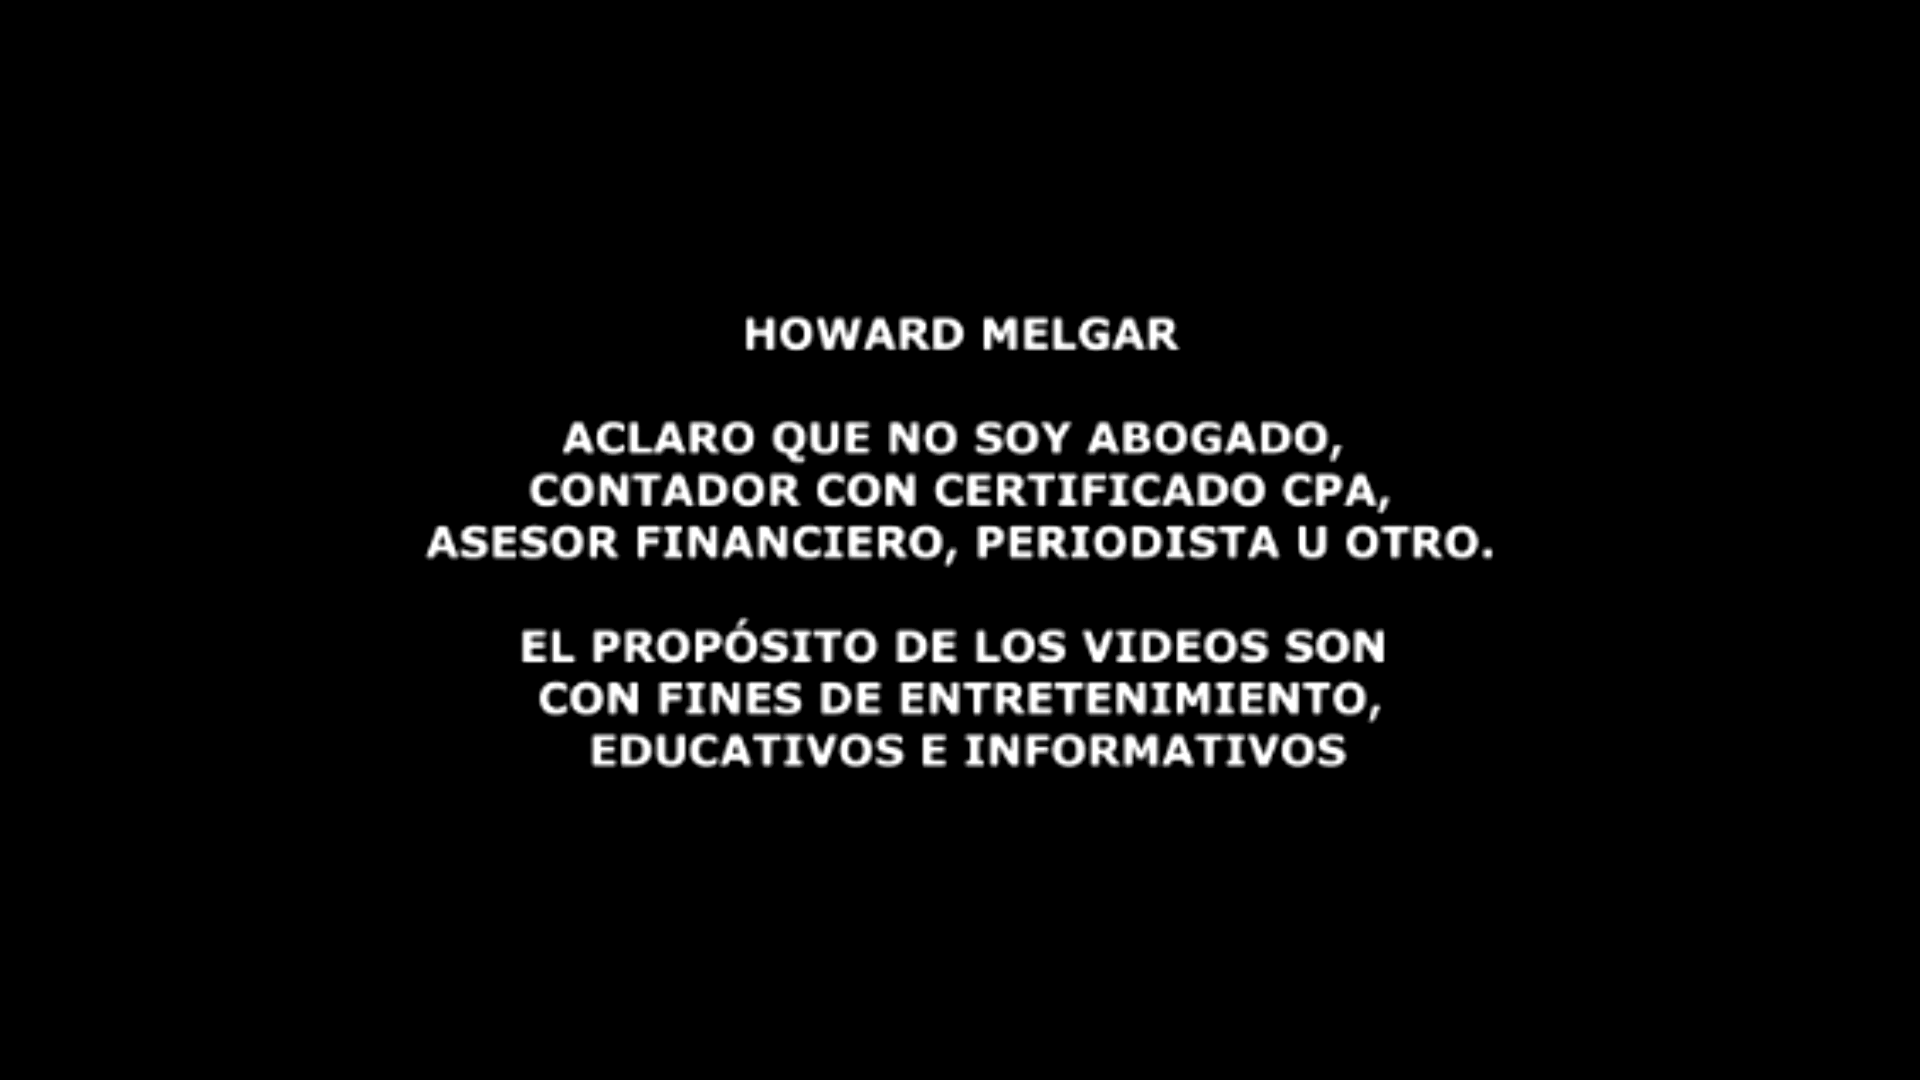 HOWARD MELGAR
ACLARO QUE NO SOY ABOGADO,
CONTADOR CON CERTIFICADO CPA,
ASESOR FINANCIERO, PERIODISTA U OTRO.
EL PROPÓSITO DE LOS VIDEOS SON
CON FINES DE ENTRETENIMIENTO,
EDUCATIVOS E INFORMATIVOS